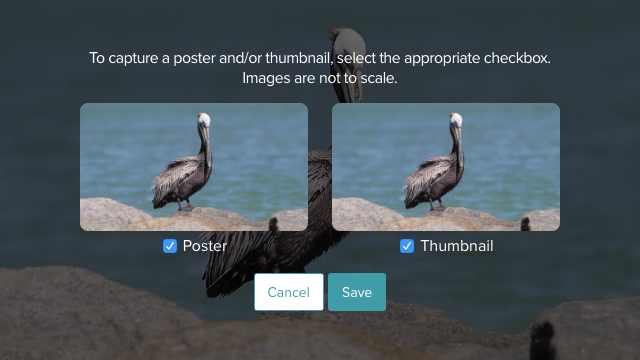 To capture a poster and/or thumbnail, select the appropriate checkbox.
Images are not to scale.
Poster
Thumbnail
Cancel
Save